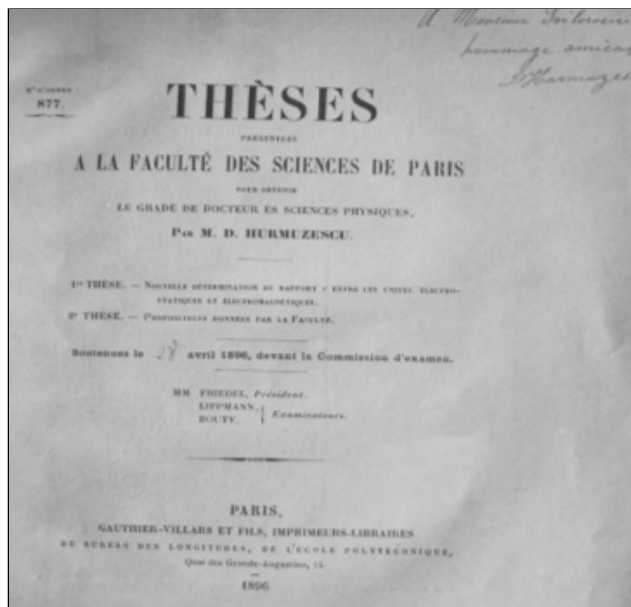 A Monsieur
hommage amical
D Hurmuzescu
N° D'ORDRE :
877.
THÈSES
PRÉSENTÉES
A LA FACULTÉ DES SCIENCES DE PARIS
POUR OBTENIR
LE GRADE DE DOCTEUR ÈS SCIENCES PHYSIQUES,
PAR M. D. HURMUZESCU.
1re THÈSE. — NOUVELLE DÉTERMINATION DU RAPPORT v ENTRE LES UNITÉS ÉLECTRO-
STATIQUES ET ÉLECTROMAGNÉTIQUES.
2e THÈSE. — PROPOSITIONS DONNÉES PAR LA FACULTÉ.
Soutenues le 28 avril 1896, devant la Commission d'examen.
MM FRIEDEL, Président.
LIPPMANN,
BOUTY. } Examinateurs.
PARIS,
GAUTHIER-VILLARS ET FILS, IMPRIMEURS-LIBRAIRES
DU BUREAU DES LONGITUDES, DE L'ÉCOLE POLYTECHNIQUE,
Quai des Grands-Augustins, 55.
1896